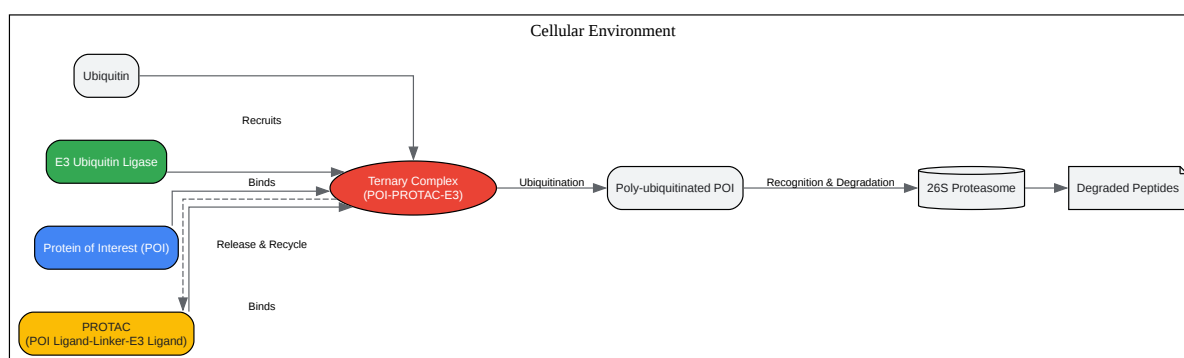 Cellular Environment
Ubiquitin
Recruits
E3 Ubiquitin Ligase
Binds
Ternary Complex
(POI-PROTAC-E3)
Ubiquitination
Poly-ubiquitinated POI
Recognition & Degradation
26S Proteasome
Degraded Peptides
Protein of Interest (POI)
Release & Recycle
Binds
PROTAC
(POI Ligand-Linker-E3 Ligand)